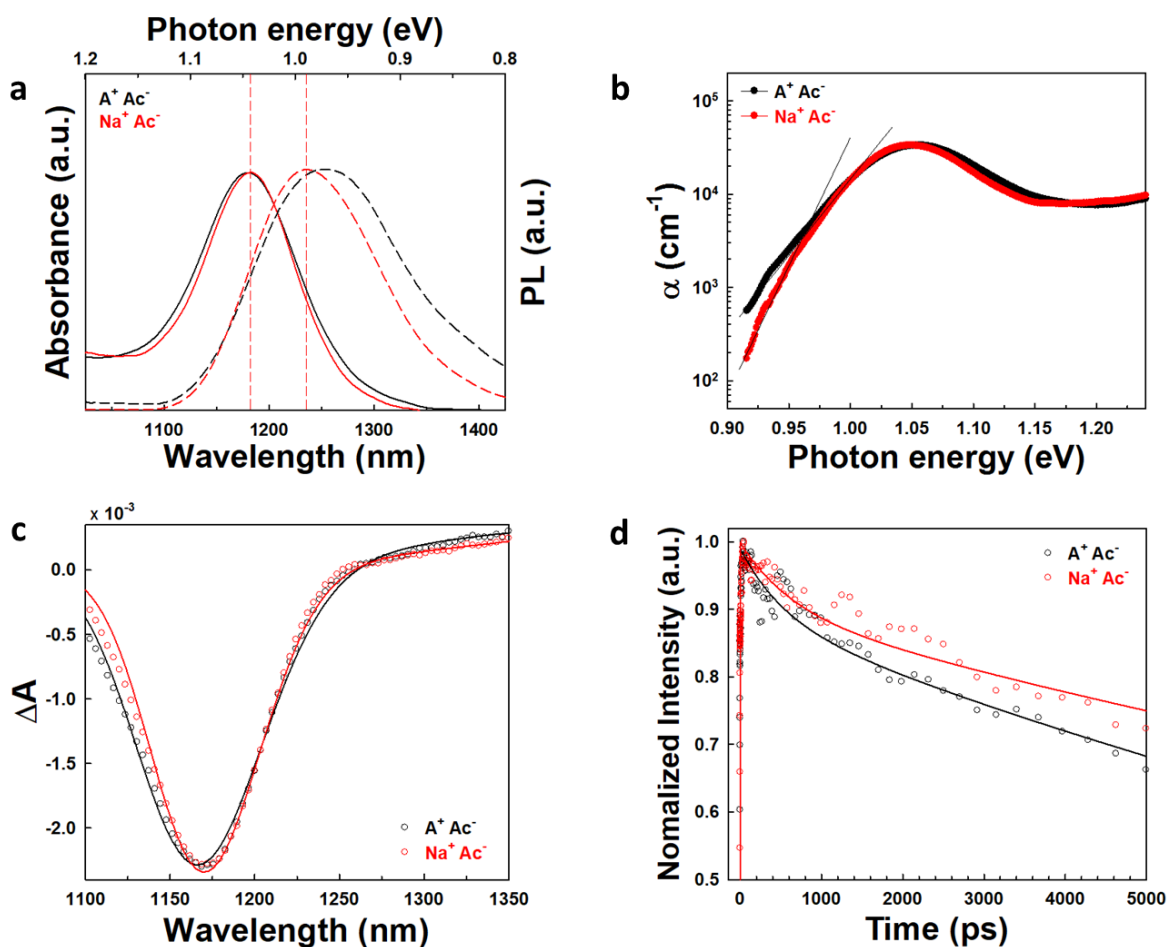 a
Photon energy (eV)
1.2 1.1 1.0 0.9 0.8
A⁺ Ac⁻
Na⁺ Ac⁻
Absorbance (a.u.)
PL (a.u.)
1100 1200 1300 1400
Wavelength (nm)
b
A⁺ Ac⁻
Na⁺ Ac⁻
α (cm⁻¹)
10⁵
10⁴
10³
10²
0.90 0.95 1.00 1.05 1.10 1.15 1.20
Photon energy (eV)
c
x 10⁻³
0.0
-0.5
-1.0
-1.5
-2.0
ΔA
A⁺ Ac⁻
Na⁺ Ac⁻
1100 1150 1200 1250 1300 1350
Wavelength (nm)
d
Nomalized Intensity (a.u.)
1.0
0.9
0.8
0.7
0.6
0.5
A⁺ Ac⁻
Na⁺ Ac⁻
0 1000 2000 3000 4000 5000
Time (ps)